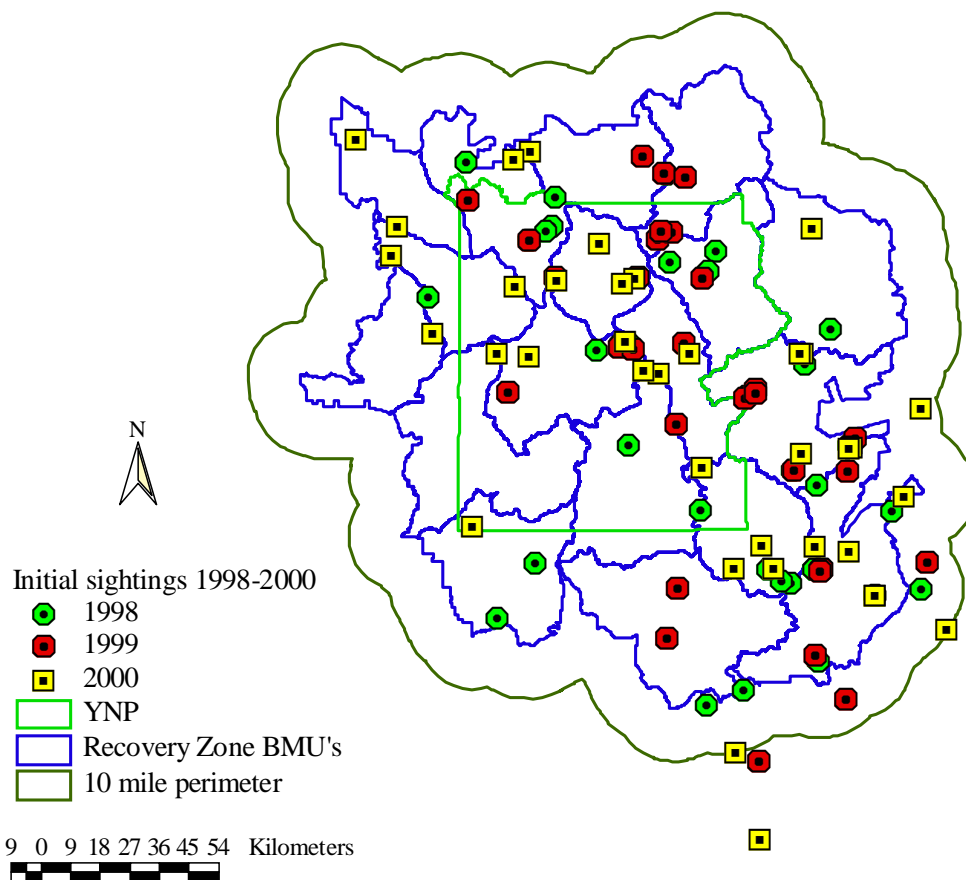 N
Initial sightings 1998-2000
1998
1999
2000
YNP
Recovery Zone BMU's
10 mile perimeter
9 0 9 18 27 36 45 54 Kilometers